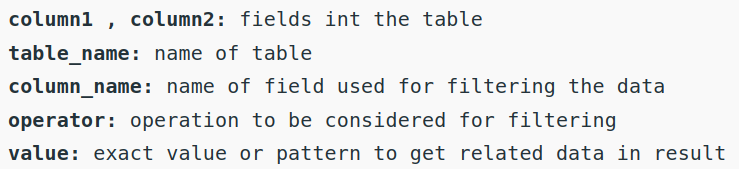 column1 , column2: fields int the table
table_name: name of table
column_name: name of field used for filtering the data
operator: operation to be considered for filtering
value: exact value or pattern to get related data in result